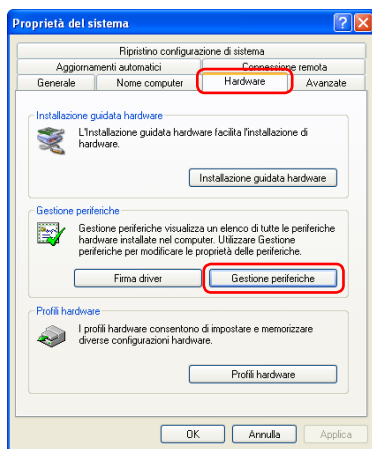 Proprietà del sistema
Ripristino configurazione di sistema
Aggiornamenti automatici
Connessione remota
Generale
Nome computer
Hardware
Avanzate
Installazione guidata hardware
L'Installazione guidata hardware facilita l'installazione di
hardware.
Installazione guidata hardware
Gestione periferiche
Gestione periferiche visualizza un elenco di tutte le periferiche
hardware installate nel computer. Utilizzare Gestione
periferiche per modificare le proprietà delle periferiche.
Firma driver
Gestione periferiche
Profili hardware
I profili hardware consentono di impostare e memorizzare
diverse configurazioni hardware.
Profili hardware
OK
Annulla
Applica